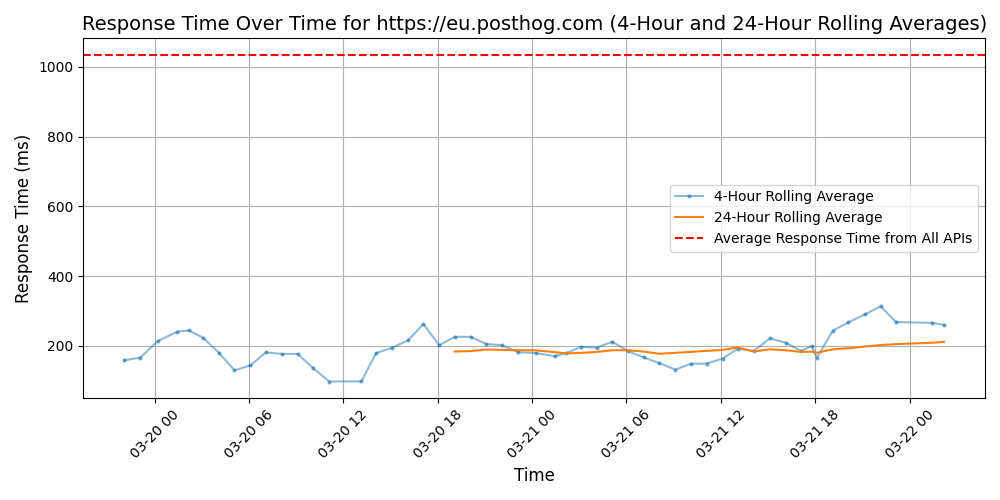 Response Time Over Time for https://eu.posthog.com (4-Hour and 24-Hour Rolling Averages)
Response Time (ms)
1000
800
600
400
200
4-Hour Rolling Average
24-Hour Rolling Average
Average Response Time from All APIs
03-20 00
03-20 06
03-20 12
03-20 18
03-21 00
03-21 06
03-21 12
03-21 18
03-22 00
Time